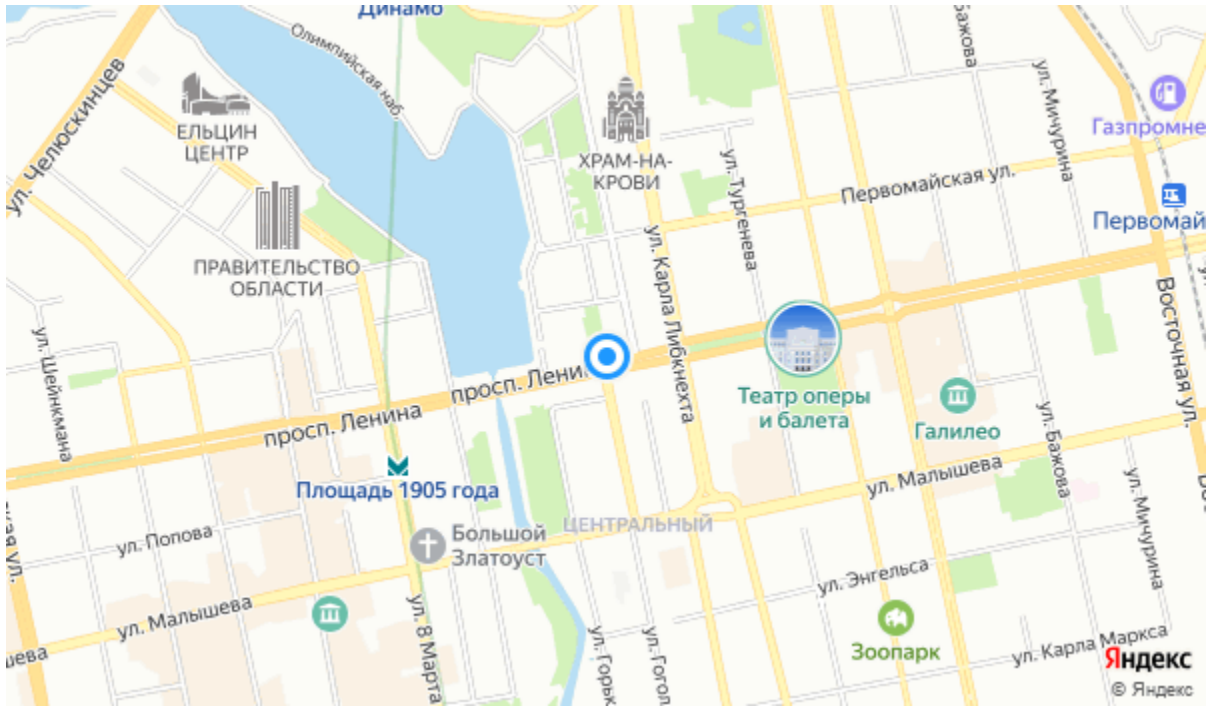 Динамо
Олимпийская наб.
ул. Бажова
ул. Челюскинцев
ул. Мичурина
ЕЛЬЦИН
ЦЕНТР
Газпромне
ХРАМ-НА-
КРОВИ
ул. Тургенева
Первомайская ул.
Первомай
ПРАВИТЕЛЬСТВО
ОБЛАСТИ
ул. Карла Либкнехта
Восточная ул.
ул. Шейнкмана
просп. Ленин
просп. Ленина
Театр оперы
и балета
Галилео
ул. Малышева
ул. Бажова
Площадь 1905 года
ЦЕНТРАЛЬНЫЙ
ул. Попова
Большой
Златоуст
ул. Мичурина
ул. Энгельса
ул. Малышева
ул. 8 Марта
ул. Горьк
ул. Гогол
Зоопарк
ул. Карла Маркса
шева
Яндекс
© Яндекс